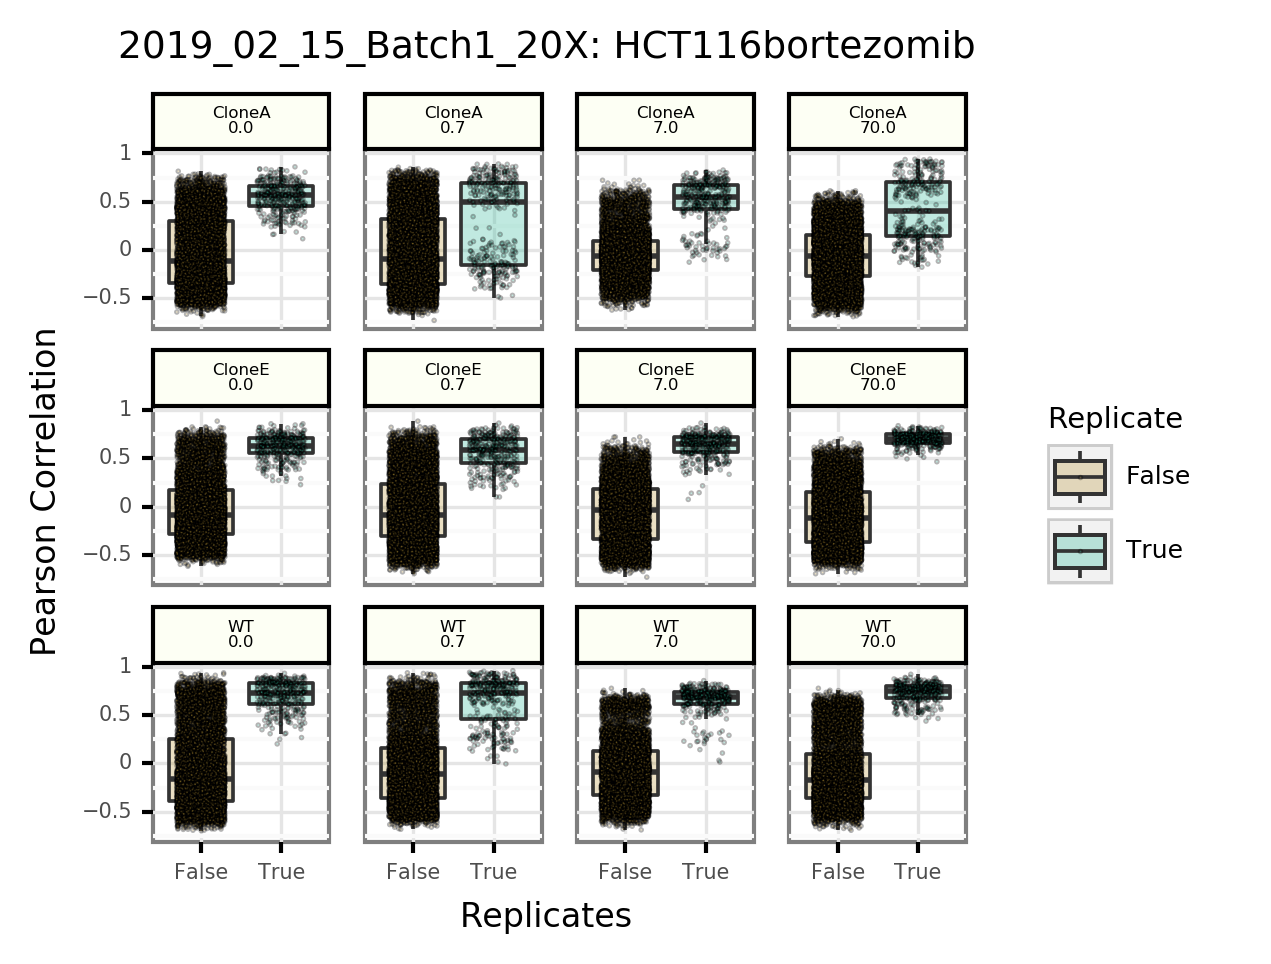 2019_02_15_Batch1_20X: HCT116bortezomib
CloneA
0.0
CloneA
0.7
CloneA
7.0
CloneA
70.0
1
0.5
0
−0.5
CloneE
0.0
CloneE
0.7
CloneE
7.0
CloneE
70.0
1
0.5
0
−0.5
WT
0.0
WT
0.7
WT
7.0
WT
70.0
1
0.5
0
−0.5
False
True
False
True
False
True
False
True
Replicates
Pearson Correlation
Replicate
False
True